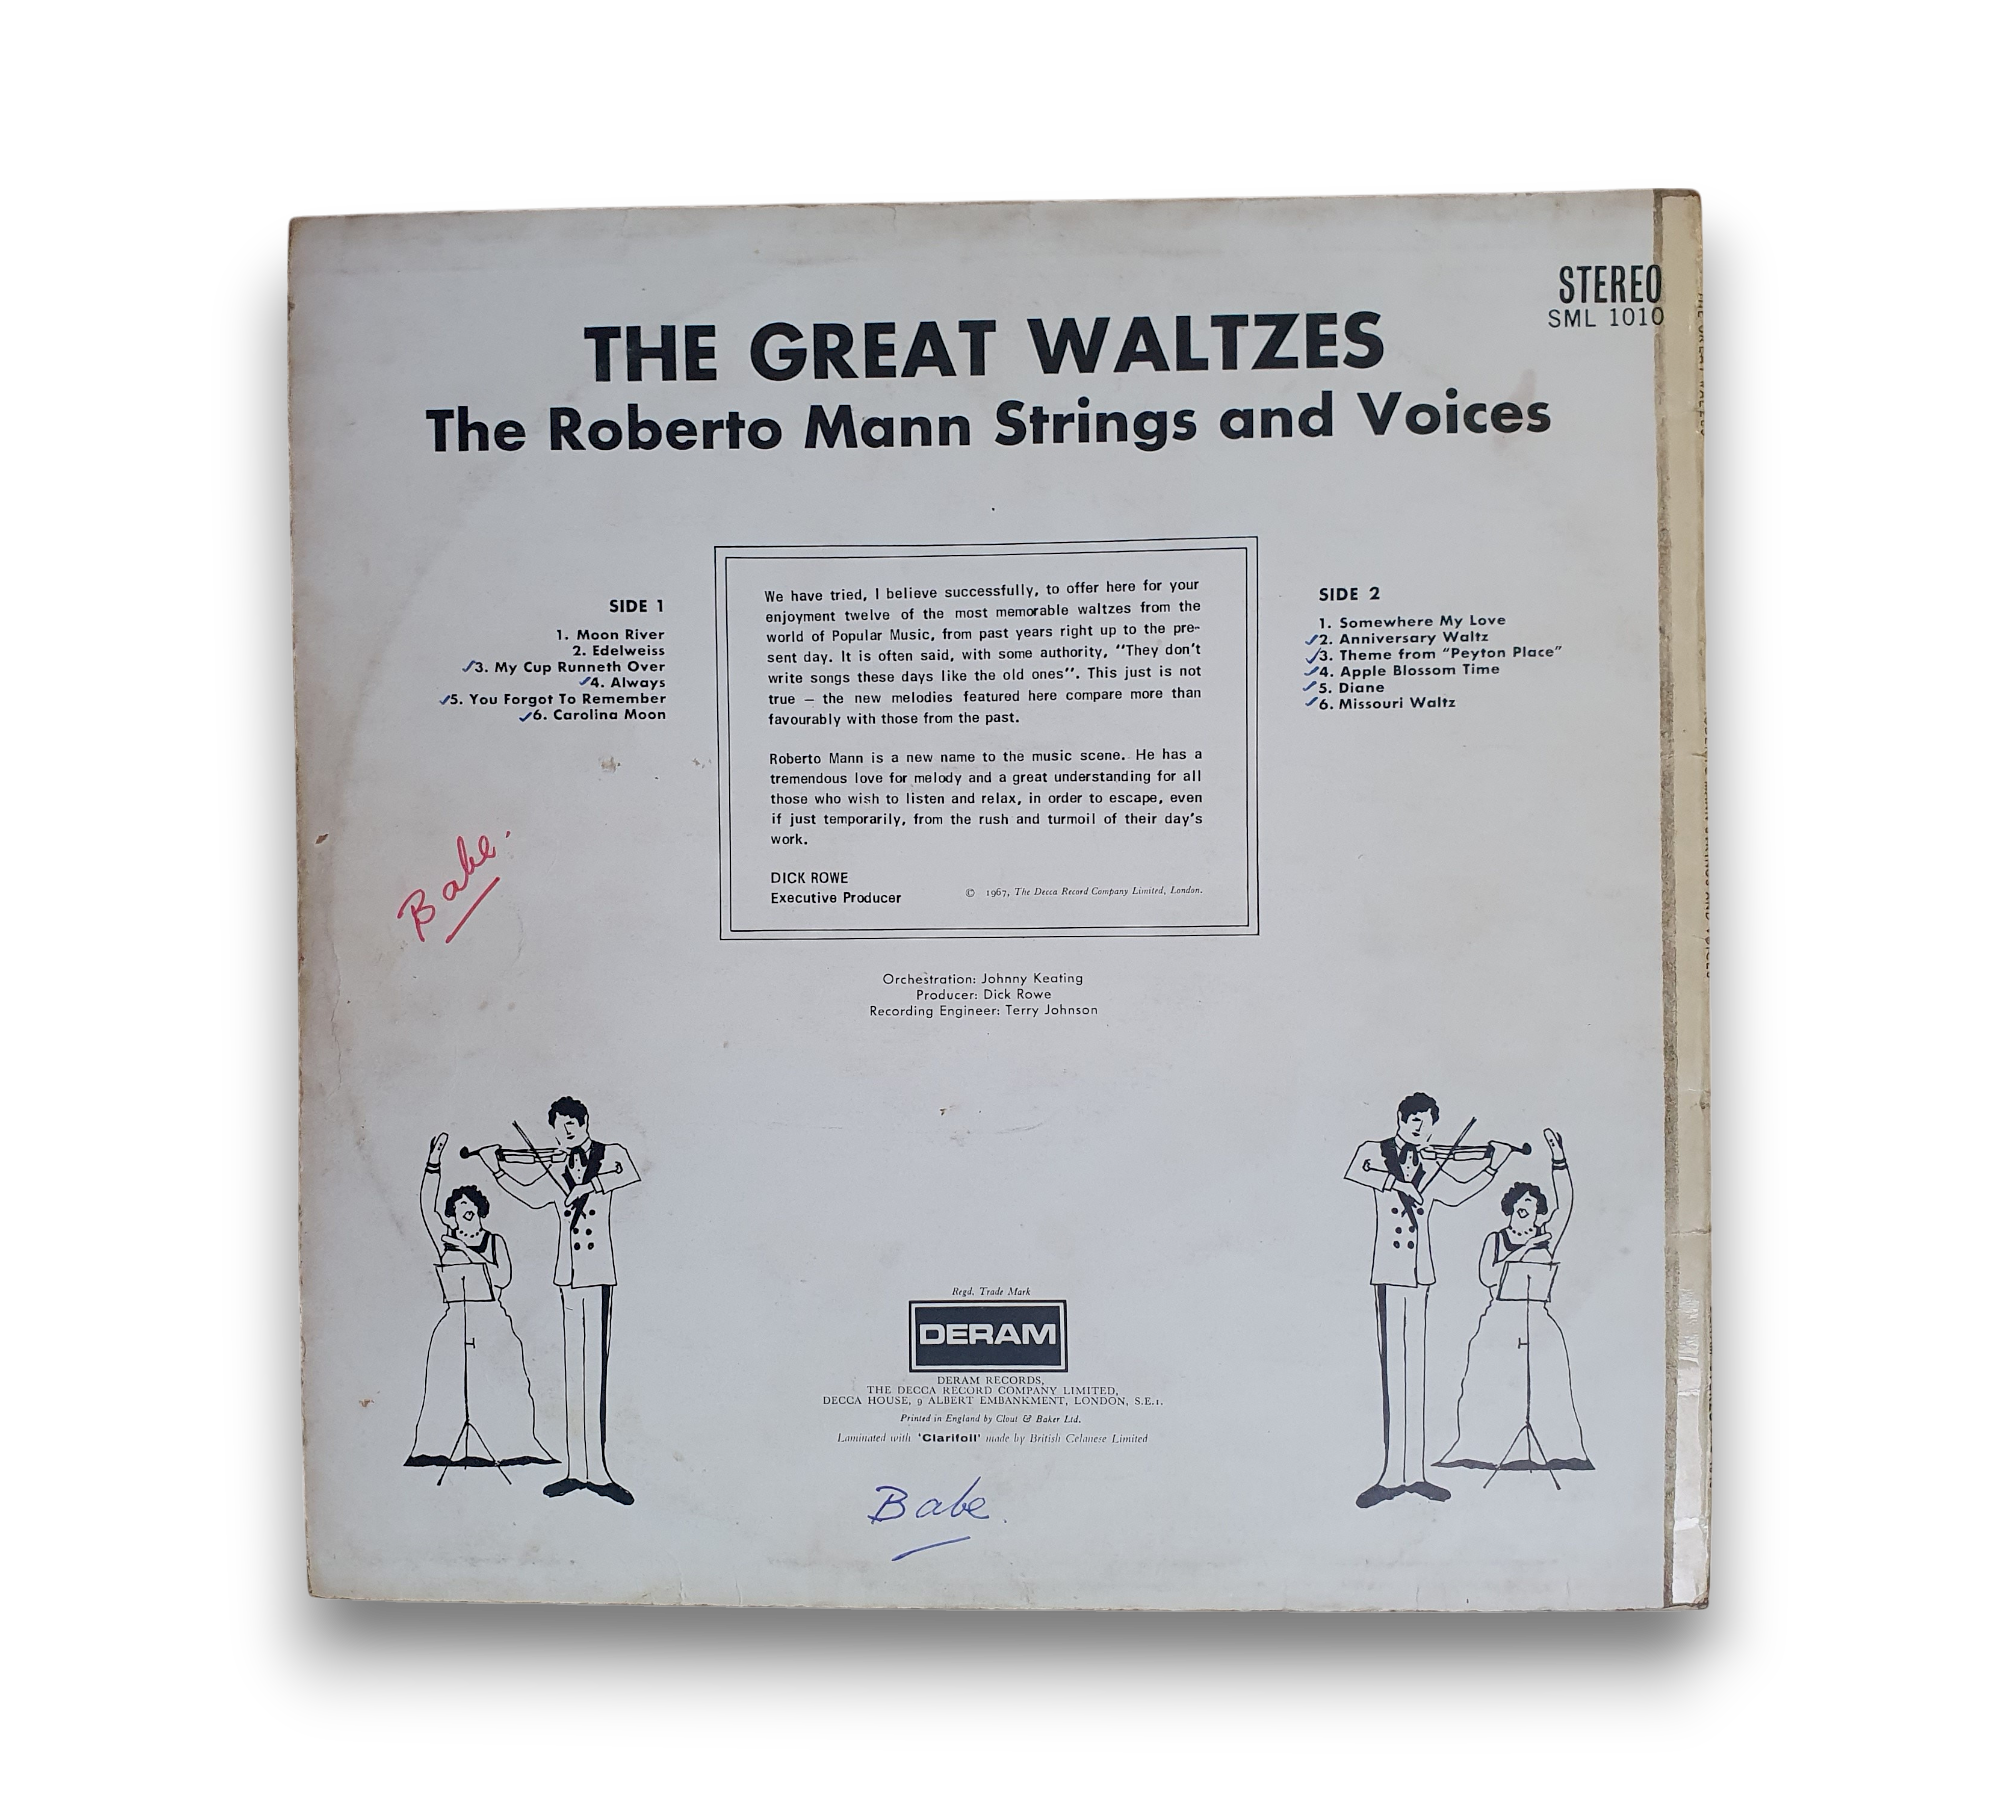 STEREO
SML 1010
THE GREAT WALTZES
The Roberto Mann Strings and Voices
SIDE 1
1. Moon River
2. Edelweiss
✓3. My Cup Runneth Over
✓4. Always
✓5. You Forgot To Remember
✓6. Carolina Moon
We have tried, I believe successfully, to offer here for your
enjoyment twelve of the most memorable waltzes from the
world of Popular Music, from past years right up to the pre-
sent day. It is often said, with some authority, "They don't
write songs these days like the old ones". This just is not
true – the new melodies featured here compare more than
favourably with those from the past.
Roberto Mann is a new name to the music scene. He has a
tremendous love for melody and a great understanding for all
those who wish to listen and relax, in order to escape, even
if just temporarily, from the rush and turmoil of their day's
work.
DICK ROWE
Executive Producer
© 1967, The Decca Record Company Limited, London.
SIDE 2
1. Somewhere My Love
✓2. Anniversary Waltz
✓3. Theme from "Peyton Place"
✓4. Apple Blossom Time
✓5. Diane
✓6. Missouri Waltz
Babe.
Orchestration: Johnny Keating
Producer: Dick Rowe
Recording Engineer: Terry Johnson
Regd. Trade Mark
DERAM
DERAM RECORDS,
THE DECCA RECORD COMPANY LIMITED,
DECCA HOUSE, 9 ALBERT EMBANKMENT, LONDON, S.E.1.
Printed in England by Clout & Baker Ltd.
Laminated with 'Clarifoil' made by British Celanese Limited
Babe.